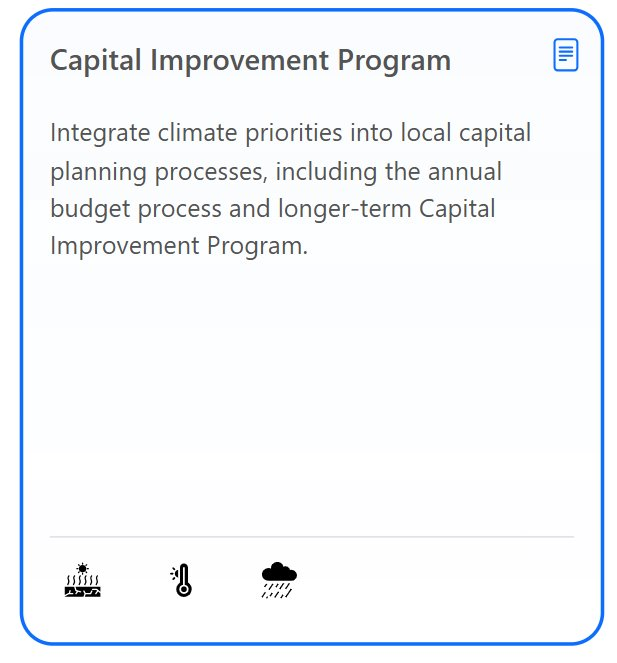 Capital Improvement Program
Integrate climate priorities into local capital
planning processes, including the annual
budget process and longer-term Capital
Improvement Program.